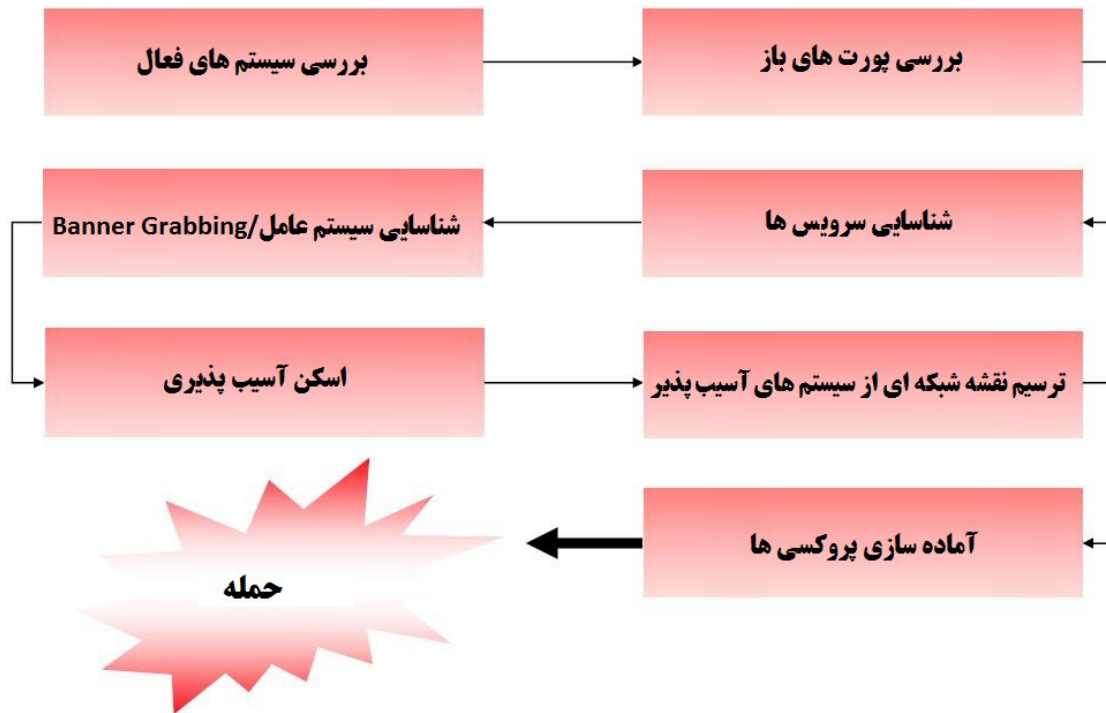 بررسی سیستم های فعال
بررسی پورت های باز
شناسایی سرویس ها
شناسایی سیستم عامل/Banner Grabbing
اسکن آسیب پذیری
ترسیم نقشه شبکه ای از سیستم های آسیب پذیر
آماده سازی پروکسی ها
حمله